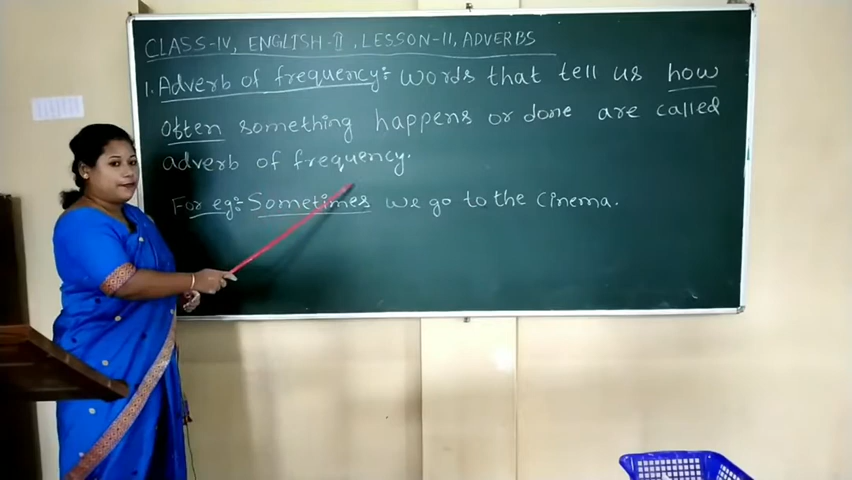 CLASS-IV, ENGLISH-II, LESSON-11, ADVERBS
1. Adverb of frequency:- Words that tell us how
often something happens or done are called
adverb of frequency.
For eg:- Sometimes we go to the cinema.